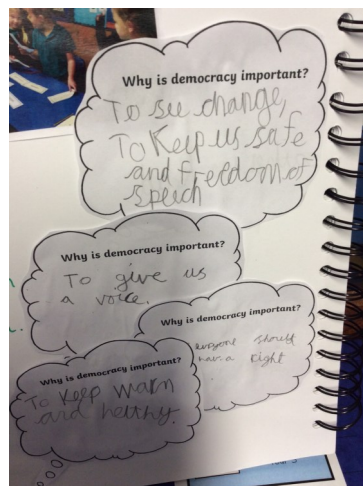 Why is democracy important?
To see change,
To Keep us safe
and freedom of
speich
Why is democracy important?
To give us
a voice.
Why is democracy important?
everyone should
have a right
Why is democracy important?
To Keep warm
and helthy.